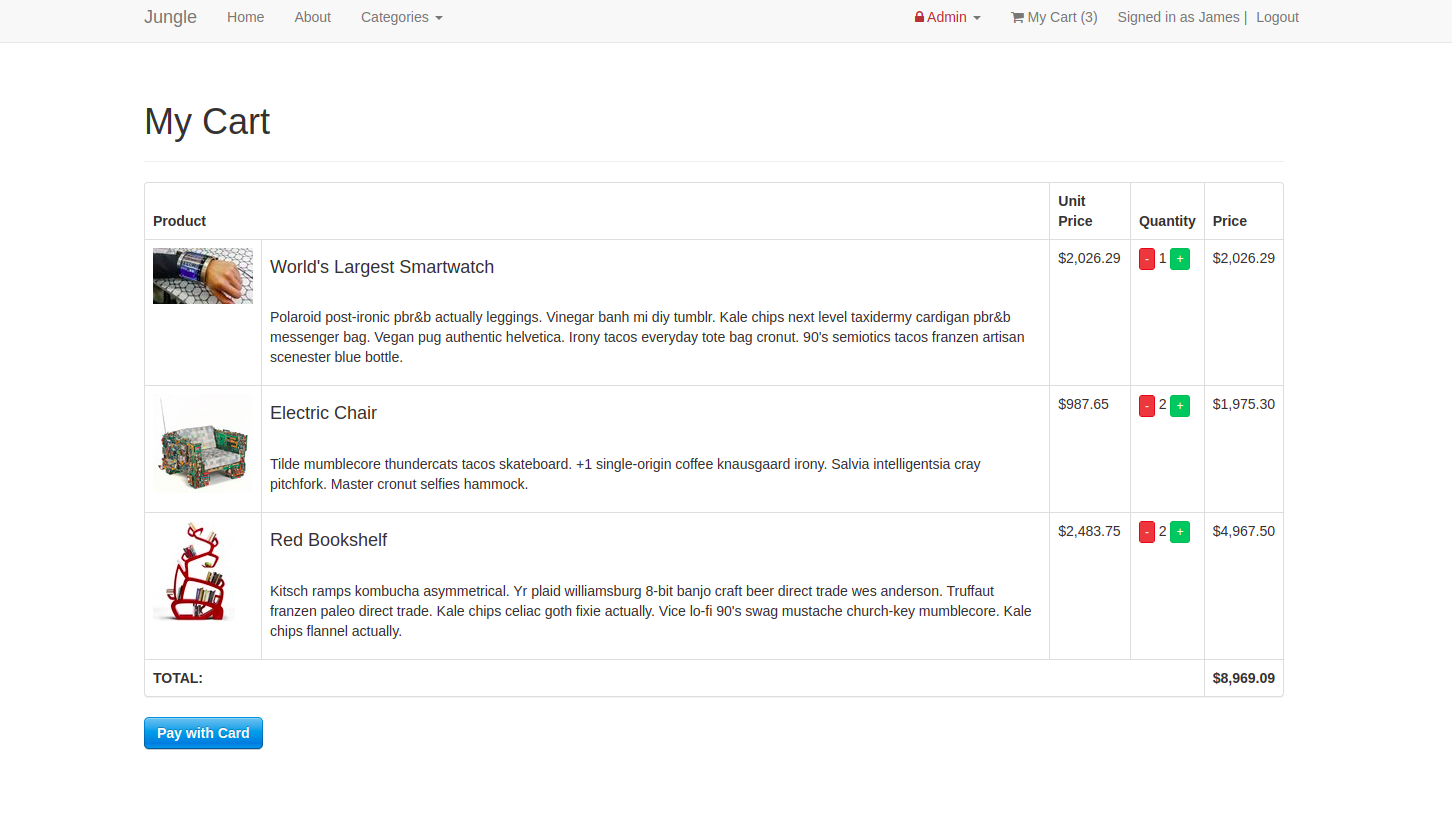 Jungle Home About Categories Admin My Cart (3) Signed in as James | Logout
My Cart
Product Unit Price Quantity Price
World's Largest Smartwatch $2,026.29 - 1 + $2,026.29
Polaroid post-ironic pbr&b actually leggings. Vinegar banh mi diy tumblr. Kale chips next level taxidermy cardigan pbr&b
messenger bag. Vegan pug authentic helvetica. Irony tacos everyday tote bag cronut. 90's semiotics tacos franzen artisan
scenester blue bottle.
Electric Chair $987.65 - 2 + $1,975.30
Tilde mumblecore thundercats tacos skateboard. +1 single-origin coffee knausgaard irony. Salvia intelligentsia cray
pitchfork. Master cronut selfies hammock.
Red Bookshelf $2,483.75 - 2 + $4,967.50
Kitsch ramps kombucha asymmetrical. Yr plaid williamsburg 8-bit banjo craft beer direct trade wes anderson. Truffaut
franzen paleo direct trade. Kale chips celiac goth fixie actually. Vice lo-fi 90's swag mustache church-key mumblecore. Kale
chips flannel actually.
TOTAL: $8,969.09
Pay with Card